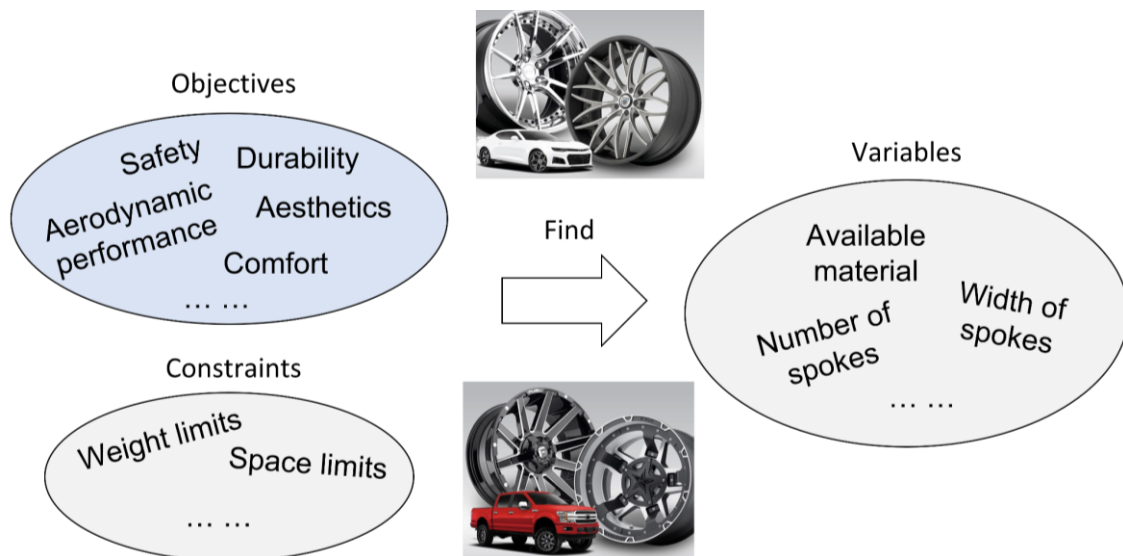 Objectives
Safety
Durability
Aerodynamic
performance
Aesthetics
Comfort
... ...
Constraints
Weight limits
Space limits
... ...
Find
Variables
Available
material
Number of
spokes
Width of
spokes
... ...